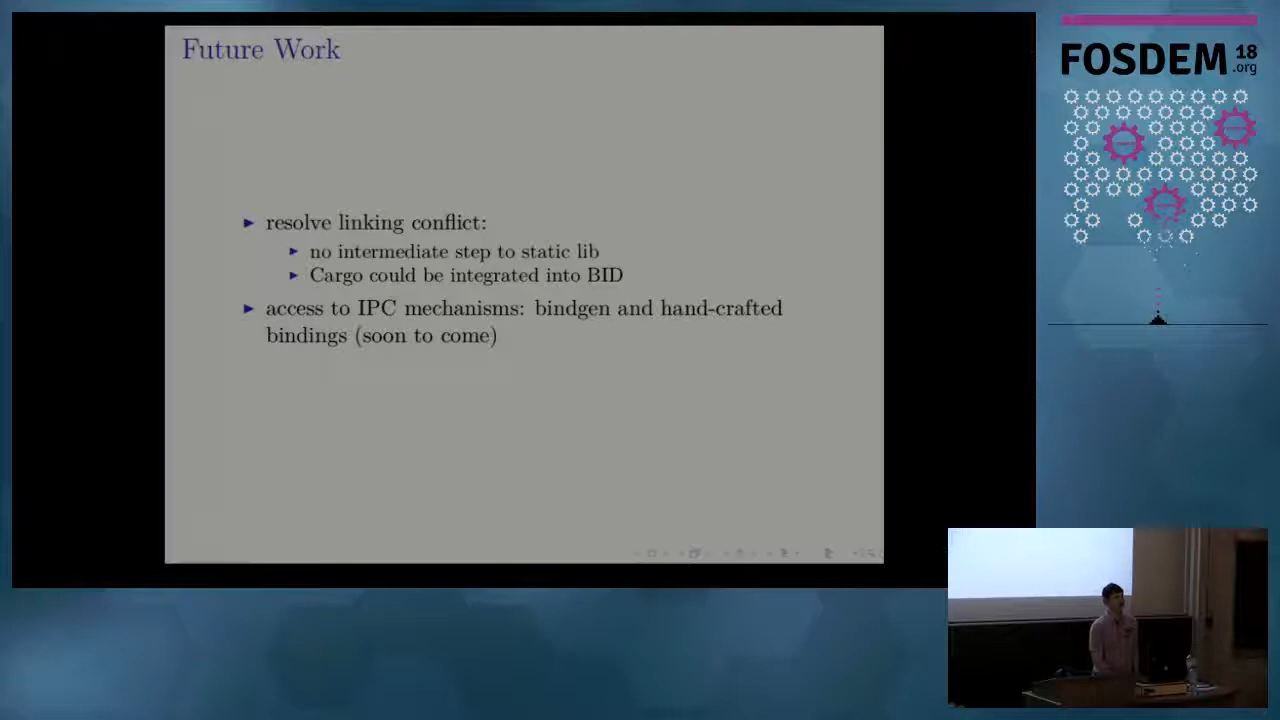 Future Work
resolve linking conflict:
no intermediate step to static lib
Cargo could be integrated into BID
access to IPC mechanisms: bindgen and hand-crafted
bindings (soon to come)
FOSDEM 18
.org